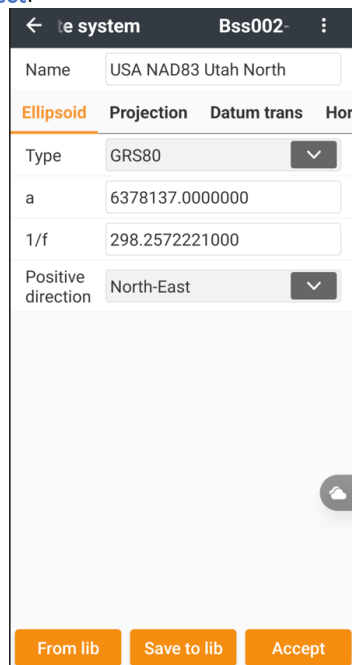 te system Bss002-
Name USA NAD83 Utah North
Ellipsoid Projection Datum trans Hor
Type GRS80
a 6378137.0000000
1/f 298.2572221000
Positive
direction North-East
From lib Save to lib Accept